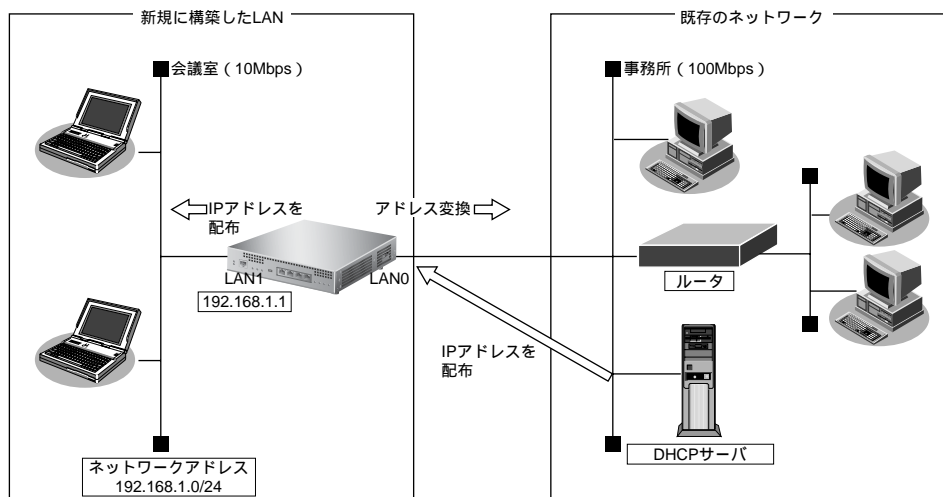 新規に構築したLAN
既存のネットワーク
会議室（10Mbps）
事務所（100Mbps）
IPアドレスを
配布
アドレス変換
LAN1
LAN0
192.168.1.1
ルータ
IPアドレスを
配布
ネットワークアドレス
192.168.1.0/24
DHCPサーバ